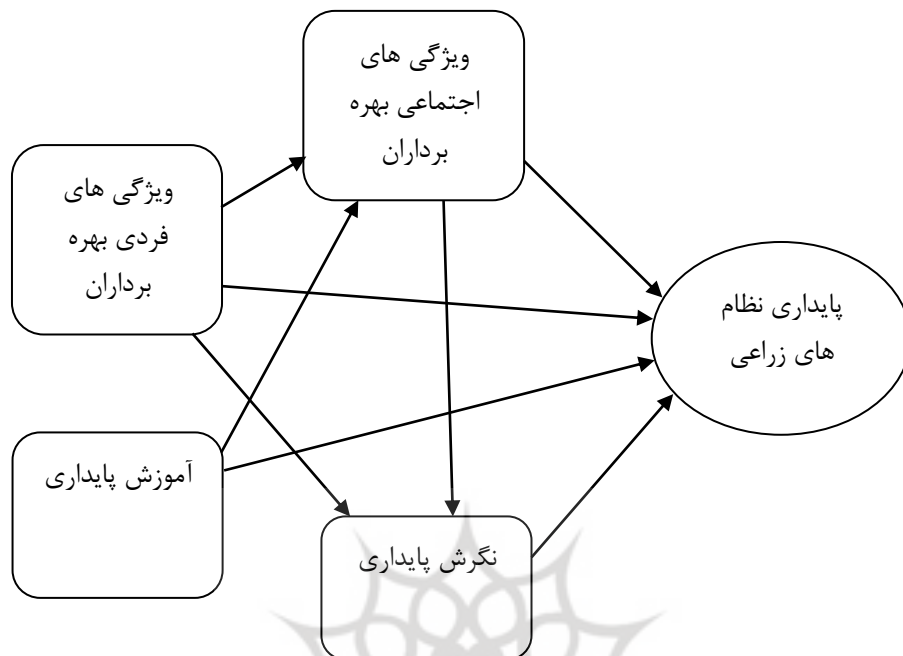 ویژگی های
اجتماعی بهره
برداران
ویژگی های
فردی بهره
برداران
پایداری نظام
های زراعی
آموزش پایداری
نگرش پایداری